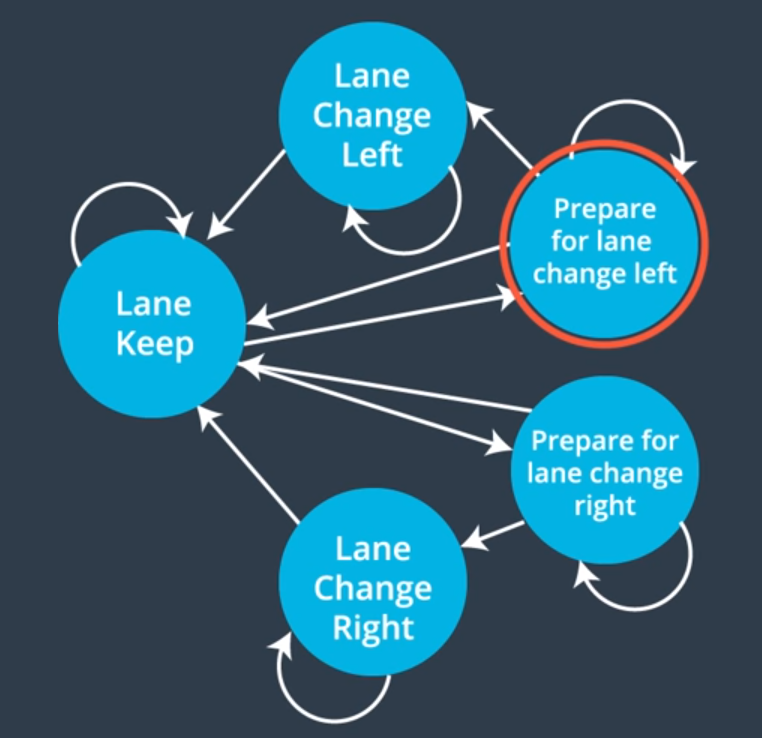 Lane
Change
Left
Prepare
for lane
change left
Lane
Keep
Prepare for
lane change
right
Lane
Change
Right